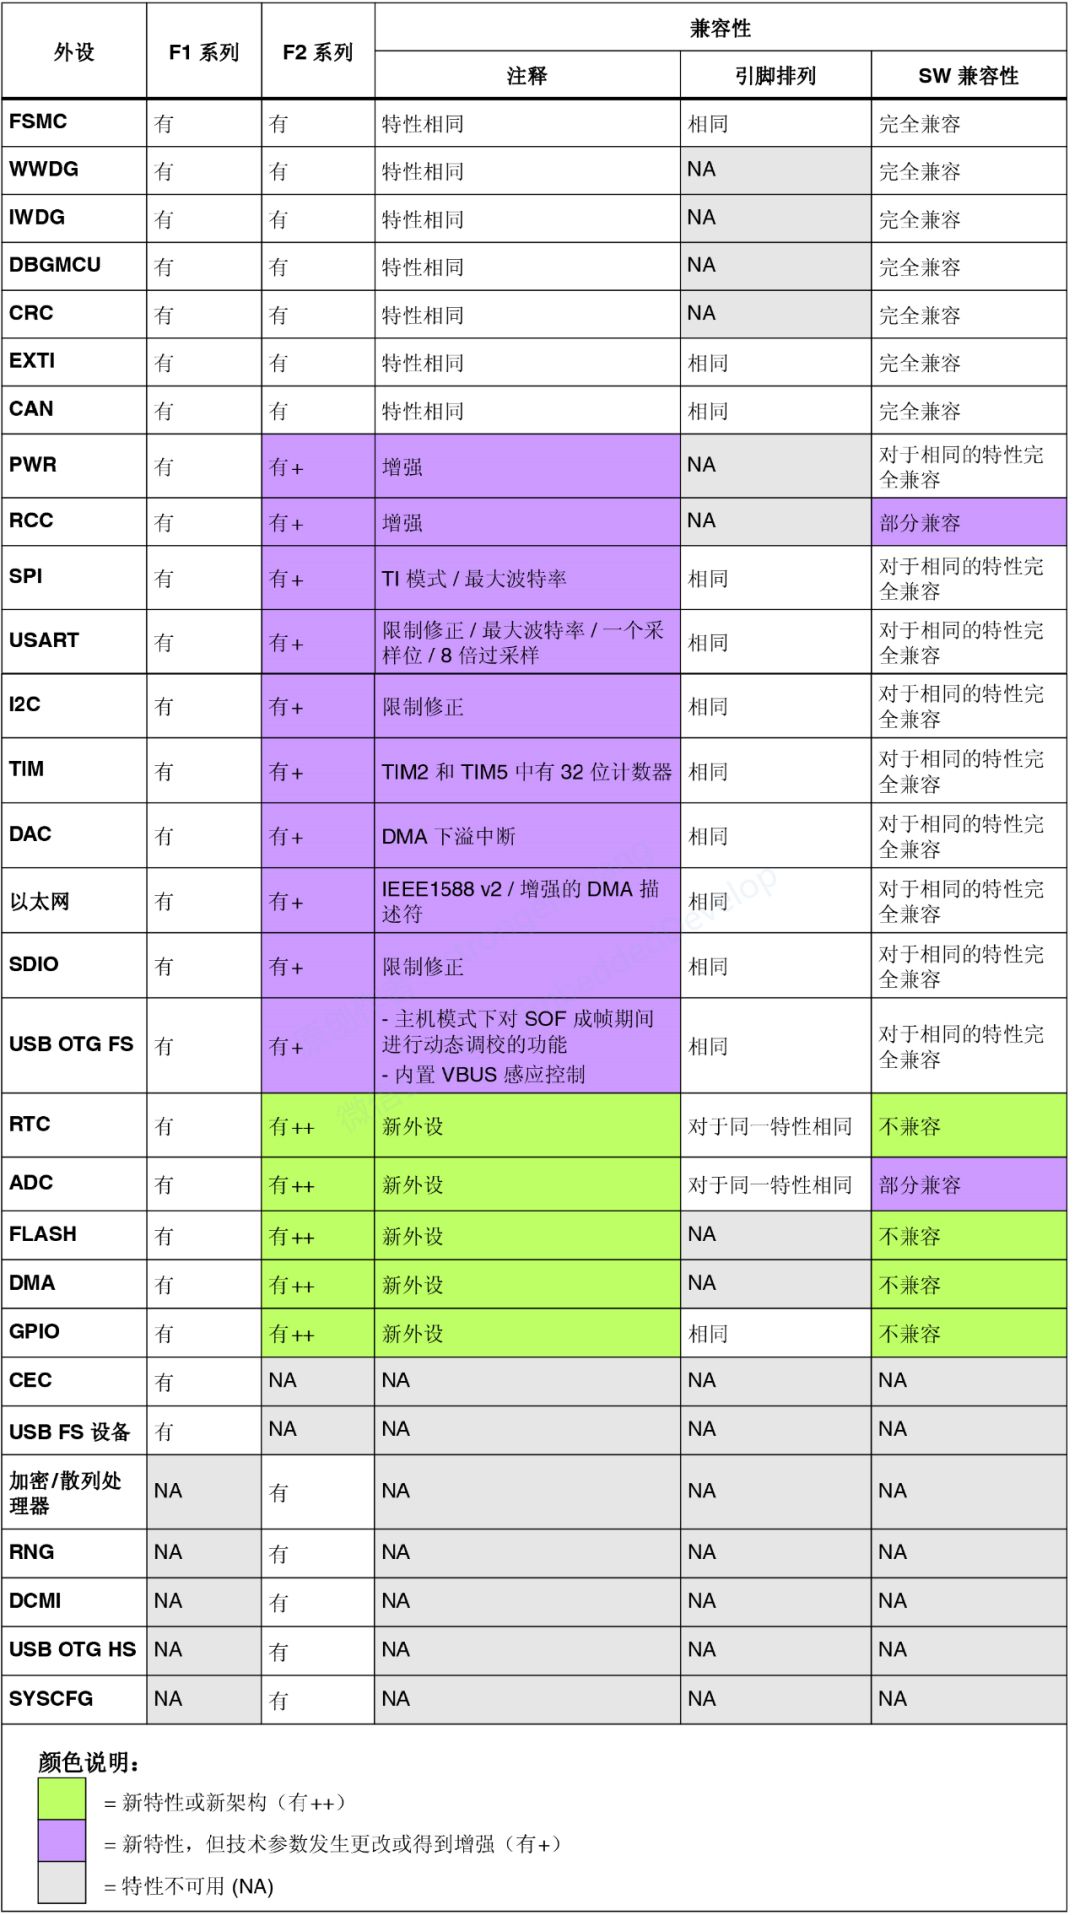 外设 F1 系列 F2 系列 兼容性
注释 引脚排列 SW 兼容性
FSMC 有 有 特性相同 相同 完全兼容
WWDG 有 有 特性相同 NA 完全兼容
IWDG 有 有 特性相同 NA 完全兼容
DBGMCU 有 有 特性相同 NA 完全兼容
CRC 有 有 特性相同 NA 完全兼容
EXTI 有 有 特性相同 相同 完全兼容
CAN 有 有 特性相同 相同 完全兼容
PWR 有 有+ 增强 NA 对于相同的特性完
全兼容
RCC 有 有+ 增强 NA 部分兼容
SPI 有 有+ TI 模式 / 最大波特率 相同 对于相同的特性完
全兼容
USART 有 有+ 限制修正 / 最大波特率 / 一个采
样位 / 8 倍过采样 相同 对于相同的特性完
全兼容
I2C 有 有+ 限制修正 相同 对于相同的特性完
全兼容
TIM 有 有+ TIM2 和 TIM5 中有 32 位计数器 相同 对于相同的特性完
全兼容
DAC 有 有+ DMA 下溢中断 相同 对于相同的特性完
全兼容
以太网 有 有+ IEEE1588 v2 / 增强的 DMA 描
述符 相同 对于相同的特性完
全兼容
SDIO 有 有+ 限制修正 相同 对于相同的特性完
全兼容
USB OTG FS 有 有+ - 主机模式下对 SOF 成帧期间
进行动态调校的功能
- 内置 VBUS 感应控制 相同 对于相同的特性完
全兼容
RTC 有 有++ 新外设 对于同一特性相同 不兼容
ADC 有 有++ 新外设 对于同一特性相同 部分兼容
FLASH 有 有++ 新外设 NA 不兼容
DMA 有 有++ 新外设 NA 不兼容
GPIO 有 有++ 新外设 相同 不兼容
CEC 有 NA NA NA NA
USB FS 设备 有 NA NA NA NA
加密/散列处
理器 NA 有 NA NA NA
RNG NA 有 NA NA NA
DCMI NA 有 NA NA NA
USB OTG HS NA 有 NA NA NA
SYSCFG NA 有 NA NA NA
颜色说明：
= 新特性或新架构（有++）
= 新特性，但技术参数发生更改或得到增强（有+）
= 特性不可用 (NA)